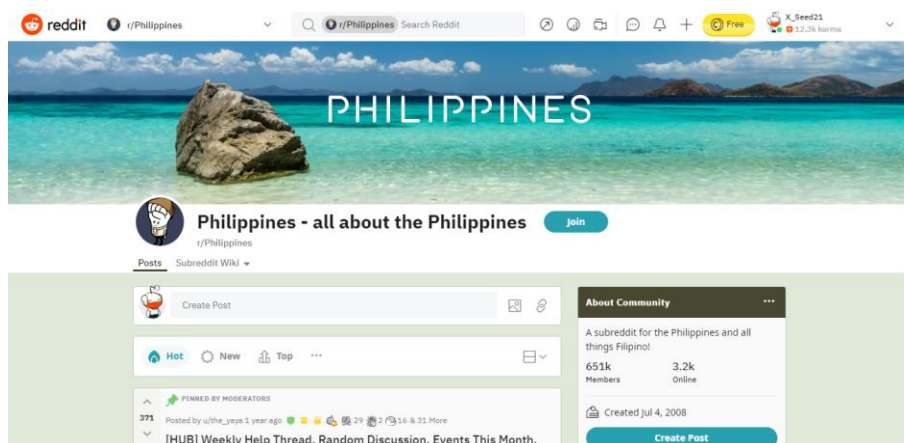 reddit r/Philippines r/Philippines Search Reddit Free X_Seed21
12.3k karma
PHILIPPINES
Philippines - all about the Philippines Join
r/Philippines
Posts Subreddit Wiki
Create Post
About Community
A subreddit for the Philippines and all
things Filipino!
651k 3.2k
Members Online
Hot New Top
PINNED BY MODERATORS
371 Posted by u/the_yaya 1 year ago 29 2 16 & 31 More
Created Jul 4, 2008
[HUB] Weekly Help Thread, Random Discussion, Events This Month,
Create Post